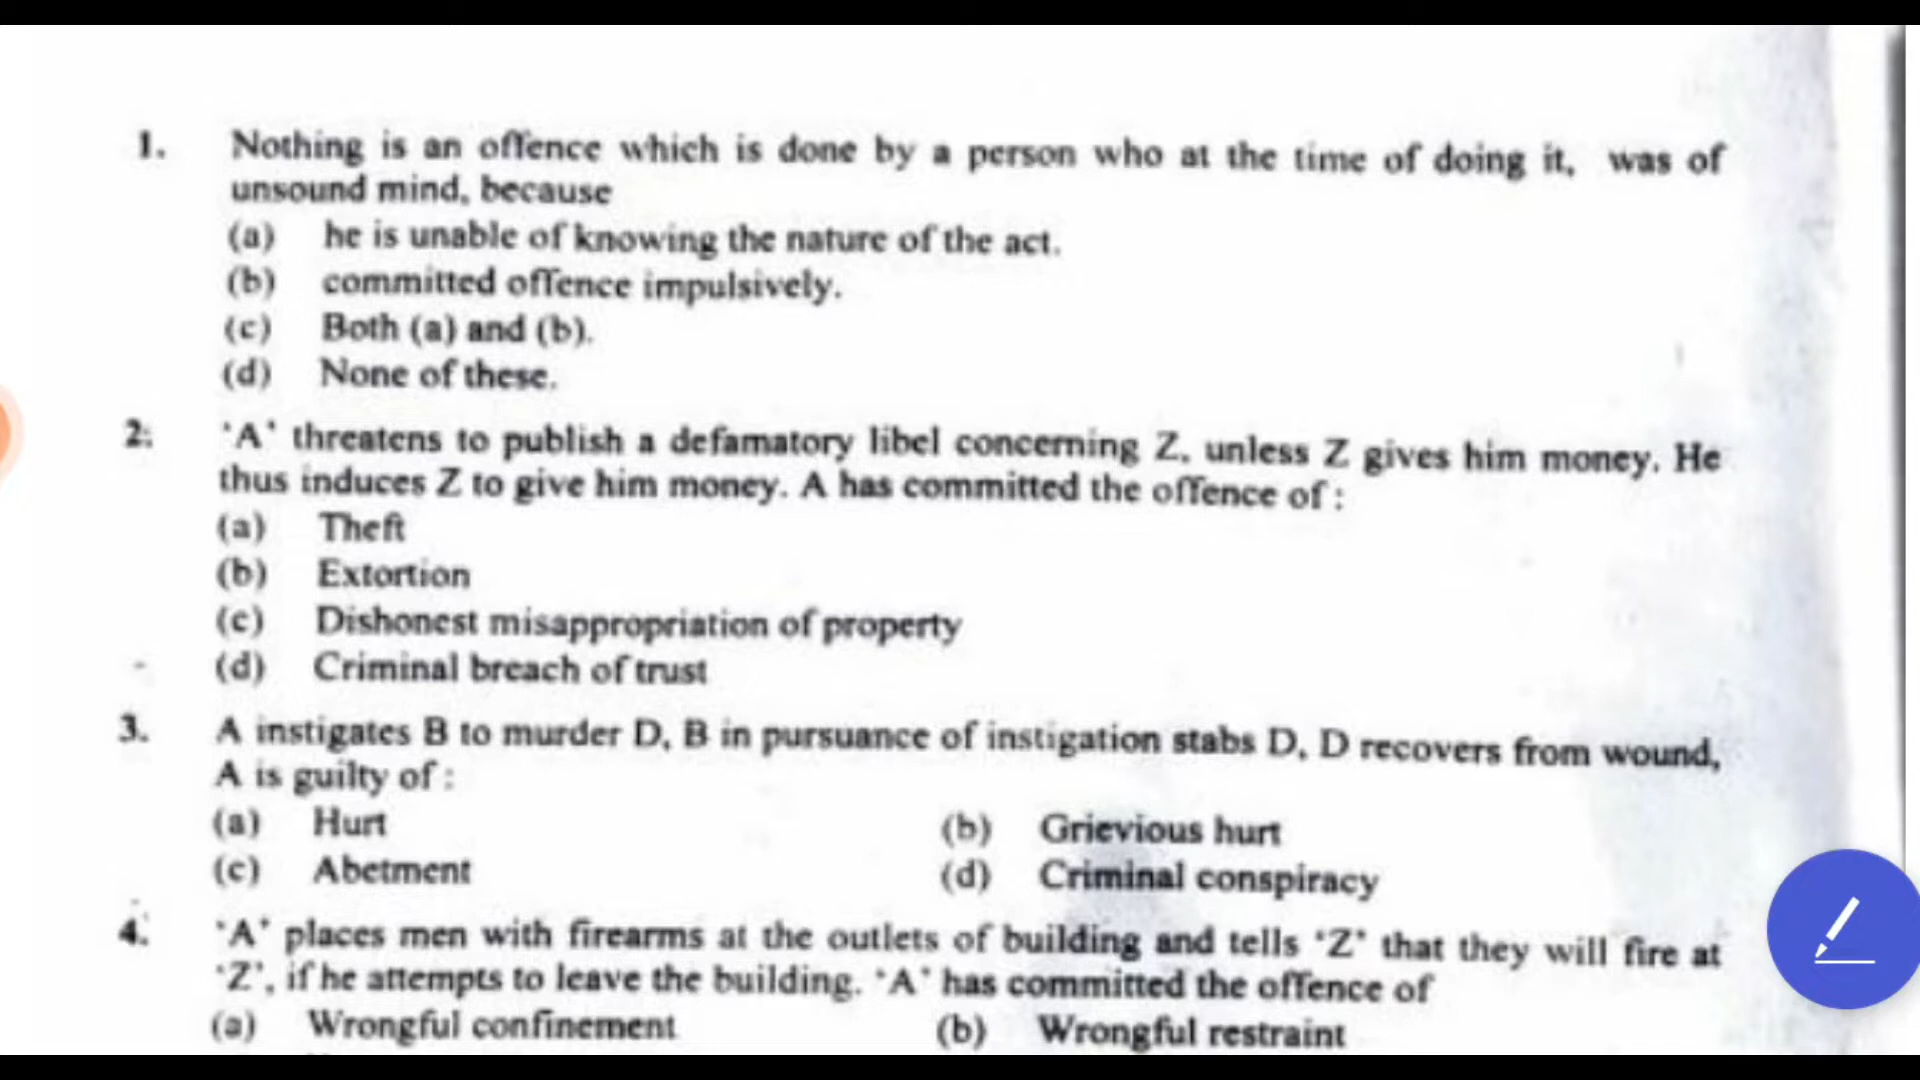 1. Nothing is an offence which is done by a person who at the time of doing it, was of
unsound mind, because
(a) he is unable of knowing the nature of the act.
(b) committed offence impulsively.
(c) Both (a) and (b).
(d) None of these.
2. 'A' threatens to publish a defamatory libel concerning Z, unless Z gives him money. He
thus induces Z to give him money. A has committed the offence of :
(a) Theft
(b) Extortion
(c) Dishonest misappropriation of property
(d) Criminal breach of trust
3. A instigates B to murder D, B in pursuance of instigation stabs D, D recovers from wound,
A is guilty of :
(a) Hurt (b) Grievious hurt
(c) Abetment (d) Criminal conspiracy
4. 'A' places men with firearms at the outlets of building and tells 'Z' that they will fire at
'Z', if he attempts to leave the building. 'A' has committed the offence of
(a) Wrongful confinement (b) Wrongful restraint